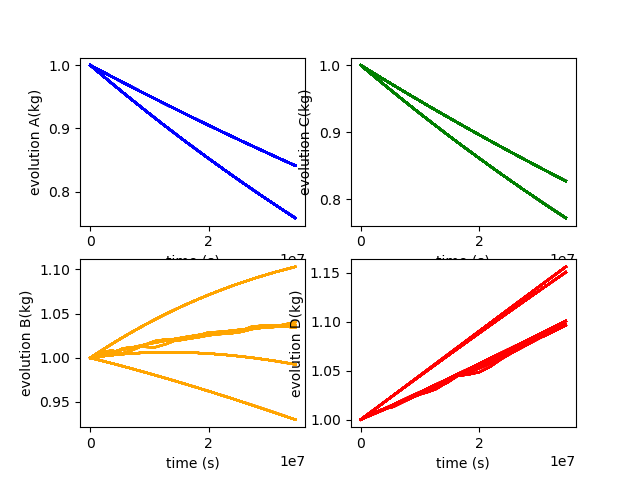 evolution A(kg)
1.0
0.9
0.8
0
2
time (s)
1e7
evolution C(kg)
1.0
0.9
0.8
0
2
time (s)
1e7
evolution B(kg)
1.10
1.05
1.00
0.95
0
2
time (s)
1e7
evolution D(kg)
1.15
1.10
1.05
1.00
0
2
time (s)
1e7